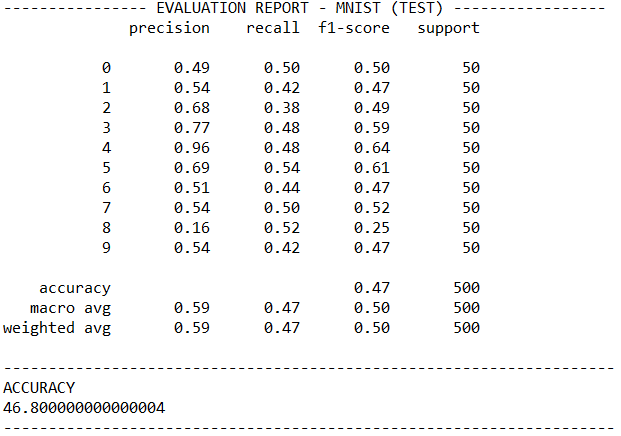 ---------------- EVALUATION REPORT - MNIST (TEST) -----------------
precision recall f1-score support
0 0.49 0.50 0.50 50
1 0.54 0.42 0.47 50
2 0.68 0.38 0.49 50
3 0.77 0.48 0.59 50
4 0.96 0.48 0.64 50
5 0.69 0.54 0.61 50
6 0.51 0.44 0.47 50
7 0.54 0.50 0.52 50
8 0.16 0.52 0.25 50
9 0.54 0.42 0.47 50
accuracy 0.47 500
macro avg 0.59 0.47 0.50 500
weighted avg 0.59 0.47 0.50 500
--------------------------------------------------------------------
ACCURACY
46.800000000000004
--------------------------------------------------------------------